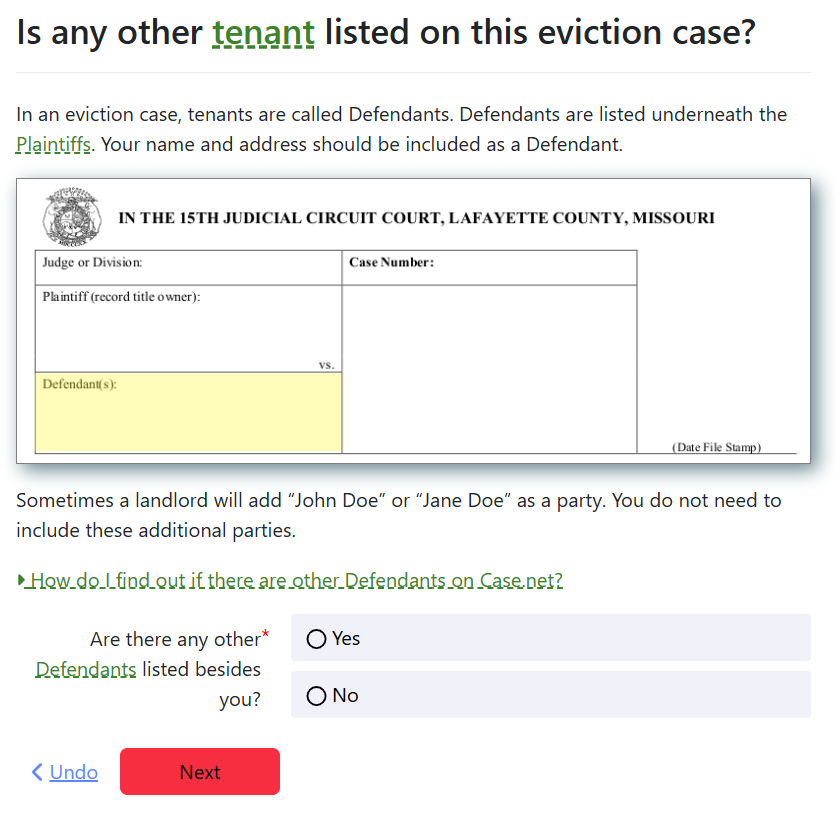 Is any other tenant listed on this eviction case?
In an eviction case, tenants are called Defendants. Defendants are listed underneath the
Plaintiffs. Your name and address should be included as a Defendant.
IN THE 15TH JUDICIAL CIRCUIT COURT, LAFAYETTE COUNTY, MISSOURI
Judge or Division:
Case Number:
Plaintiff (record title owner):
vs.
Defendant(s):
(Date File Stamp)
Sometimes a landlord will add “John Doe” or “Jane Doe” as a party. You do not need to
include these additional parties.
How do I find out if there are other Defendants on Case.net?
Are there any other*
Defendants listed besides
you?
Yes
No
Undo
Next